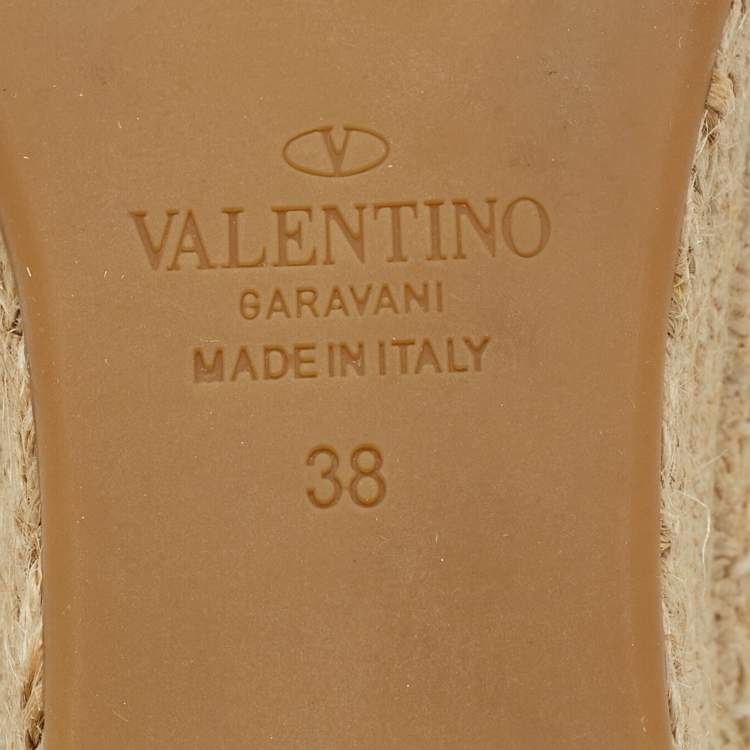 V
VALENTINO
GARAVANI
MADE IN ITALY
38